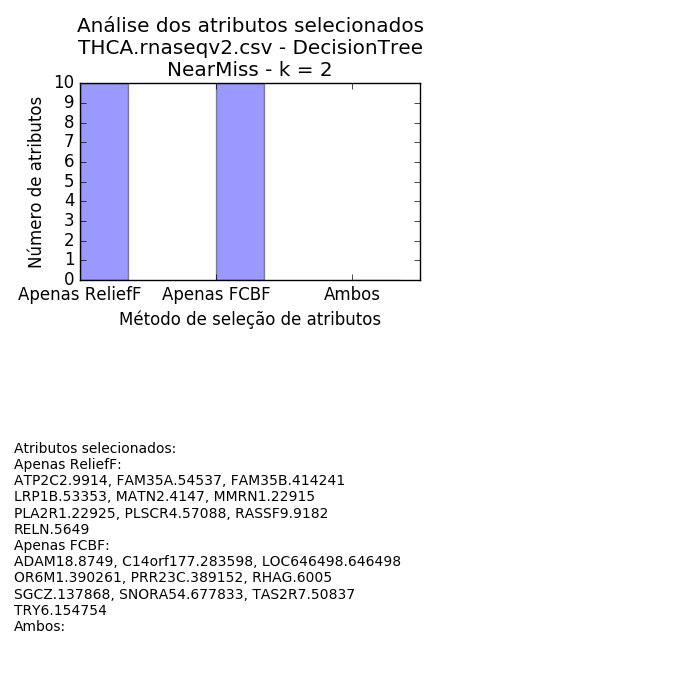 Análise dos atributos selecionados
THCA.rnaseqv2.csv - DecisionTree
NearMiss - k = 2
10
9
8
7
6
5
4
3
2
1
0
Número de atributos
Apenas ReliefF Apenas FCBF Ambos
Método de seleção de atributos
Atributos selecionados:
Apenas ReliefF:
ATP2C2.9914, FAM35A.54537, FAM35B.414241
LRP1B.53353, MATN2.4147, MMRN1.22915
PLA2R1.22925, PLSCR4.57088, RASSF9.9182
RELN.5649
Apenas FCBF:
ADAM18.8749, C14orf177.283598, LOC646498.646498
OR6M1.390261, PRR23C.389152, RHAG.6005
SGCZ.137868, SNORA54.677833, TAS2R7.50837
TRY6.154754
Ambos: